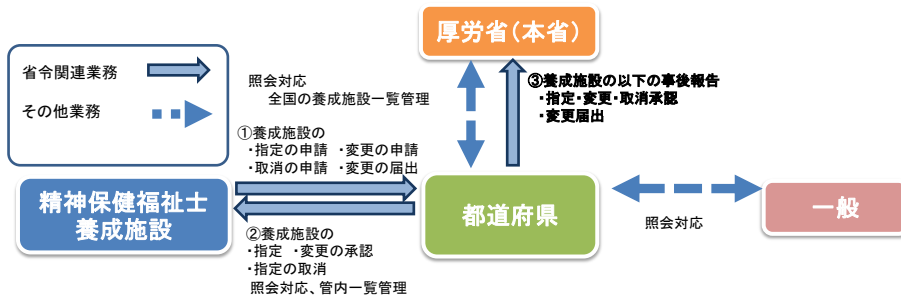 厚労省（本省）
省令関連業務
その他業務
照会対応
全国の養成施設一覧管理
③養成施設の以下の事後報告
・指定・変更・取消承認
・変更届出
①養成施設の
・指定の申請 ・変更の申請
・取消の申請 ・変更の届出
精神保健福祉士
養成施設
都道府県
一般
照会対応
②養成施設の
・指定 ・変更の承認
・指定の取消
照会対応、管内一覧管理